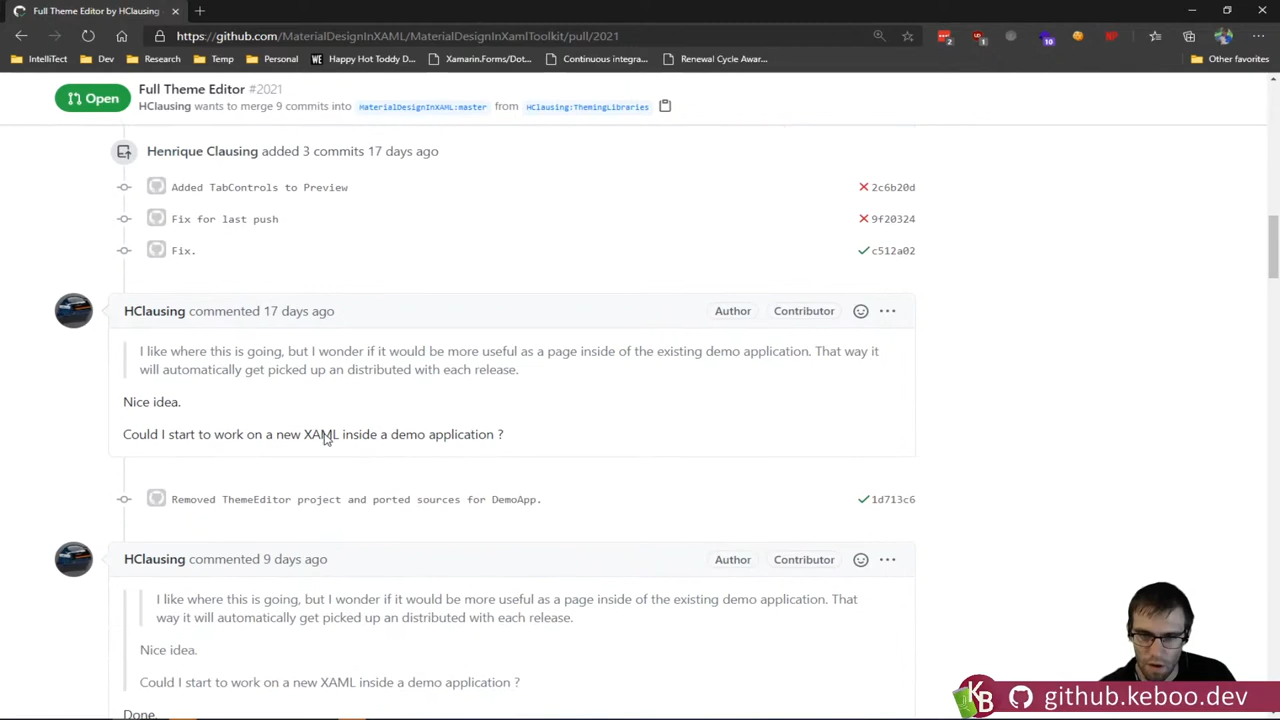 Full Theme Editor by HClausing
https://github.com/MaterialDesignInXAML/MaterialDesignInXamlToolkit/pull/2021
IntelliTect
Dev
Research
Temp
Personal
WE Happy Hot Toddy D...
Xamarin.Forms/Dot...
Continuous integra...
Renewal Cycle Awar...
Other favorites
Open
Full Theme Editor #2021
HClausing wants to merge 9 commits into MaterialDesignInXAML:master from HClausing:ThemingLibraries
Henrique Clausing added 3 commits 17 days ago
Added TabControls to Preview 2c6b20d
Fix for last push 9f20324
Fix. c512a02
HClausing commented 17 days ago Author Contributor
I like where this is going, but I wonder if it would be more useful as a page inside of the existing demo application. That way it
will automatically get picked up an distributed with each release.
Nice idea.
Could I start to work on a new XAML inside a demo application ?
Removed ThemeEditor project and ported sources for DemoApp. 1d713c6
HClausing commented 9 days ago Author Contributor
I like where this is going, but I wonder if it would be more useful as a page inside of the existing demo application. That
way it will automatically get picked up an distributed with each release.
Nice idea.
Could I start to work on a new XAML inside a demo application ?
Done.
KB github.keboo.dev